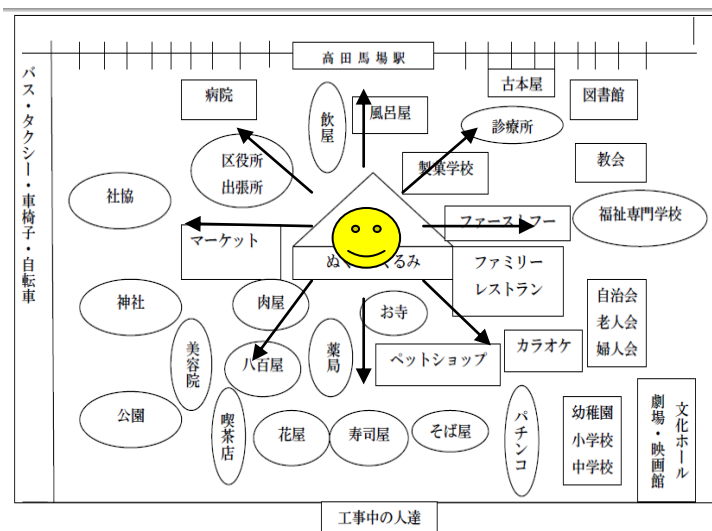 高田馬場駅
バス・タクシー・車椅子・自転車
病院
飲屋
風呂屋
古本屋
図書館
診療所
区役所
出張所
製菓学校
教会
社協
マーケット
ファーストフー
福祉専門学校
くるみ
ファミリー
レストラン
神社
肉屋
お寺
自治会
老人会
婦人会
美容院
八百屋
薬局
ペットショップ
カラオケ
公園
喫茶店
花屋
寿司屋
そば屋
パチンコ
幼稚園
小学校
中学校
文化ホール
劇場・映画館
工事中の人達